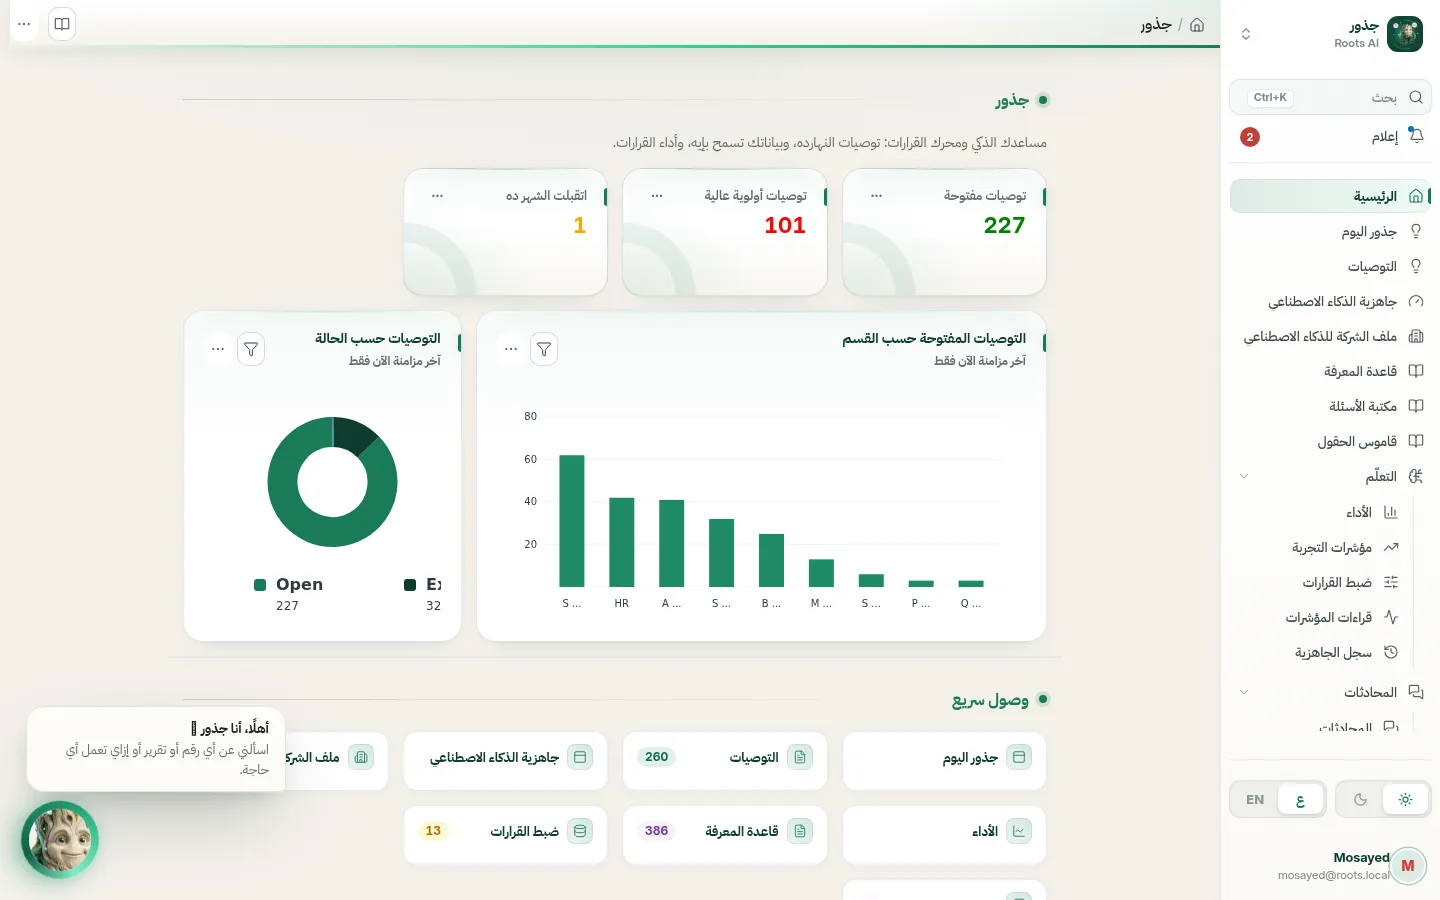 جذور
Roots AI
بحث
Ctrl+K
إعلام
2
الرئيسية
جذور اليوم
التوصيات
جاهزية الذكاء الاصطناعي
ملف الشركة للذكاء الاصطناعي
قاعدة المعرفة
مكتبة الأسئلة
قاموس الحقول
التعلّم
الأداء
مؤشرات التجربة
ضبط القرارات
قراءات المؤشرات
سجل الجاهزية
المحادثات
المحادثات
ع
EN
Mosayed
mosayed@roots.local
M
جذور /
جذور
مساعدك الذكي ومحرك القرارات: توصيات النهارده، وبياناتك تسمح بإيه، وأداء القرارات.
توصيات مفتوحة
227
توصيات أولوية عالية
101
اتقبلت الشهر ده
1
التوصيات المفتوحة حسب القسم
آخر مزامنة الآن فقط
80
60
40
20
S ...
HR
A ...
S ...
B ...
M ...
S ...
P ...
Q ...
التوصيات حسب الحالة
آخر مزامنة الآن فقط
Open
227
Ex
32
وصول سريع
جذور اليوم
التوصيات
260
جاهزية الذكاء الاصطناعي
ملف الشرك
الأداء
قاعدة المعرفة
386
ضبط القرارات
13
أهلًا، أنا جذور
اسألني عن أي رقم أو تقرير أو إزاي تعمل أي
حاجة.